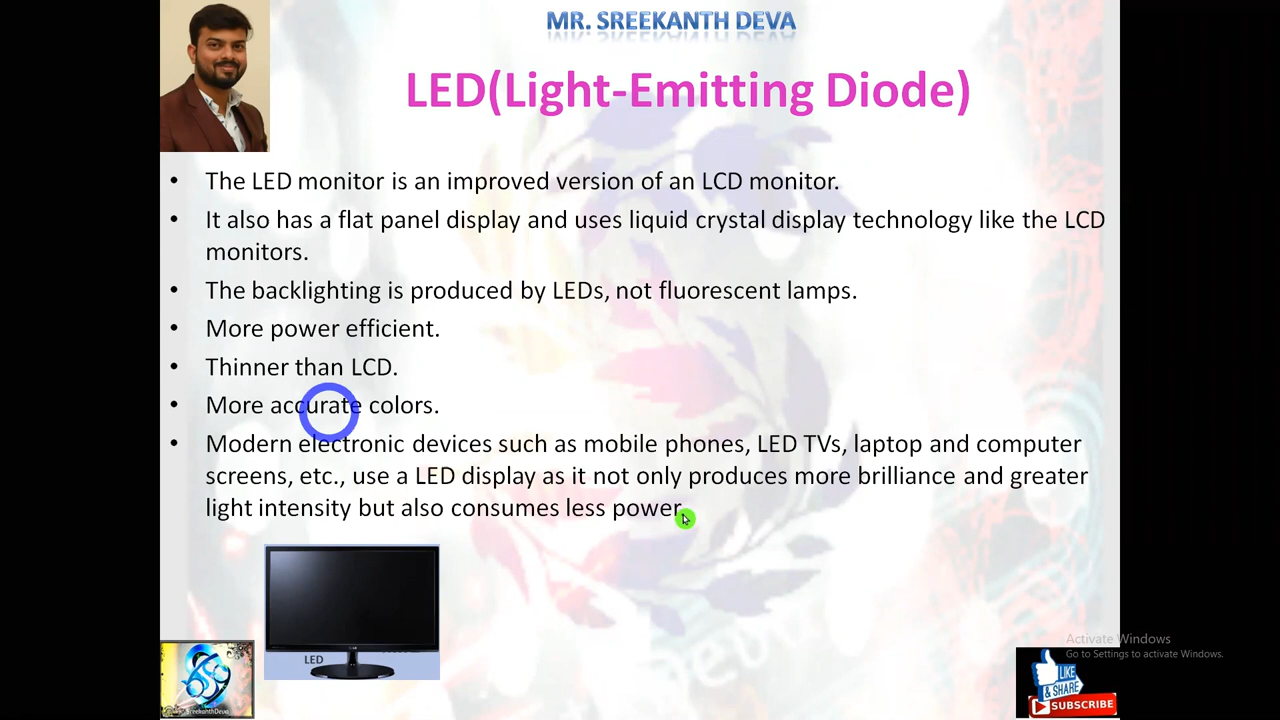 MR. SREEKANTH DEVA
LED(Light-Emitting Diode)
• The LED monitor is an improved version of an LCD monitor.
• It also has a flat panel display and uses liquid crystal display technology like the LCD
monitors.
• The backlighting is produced by LEDs, not fluorescent lamps.
• More power efficient.
• Thinner than LCD.
• More accurate colors.
• Modern electronic devices such as mobile phones, LED TVs, laptop and computer
screens, etc., use a LED display as it not only produces more brilliance and greater
light intensity but also consumes less power.
LED
SreekanthDeva
Activate Windows
Go to Settings to activate Windows.
LIKE
& SHARE
SUBSCRIBE